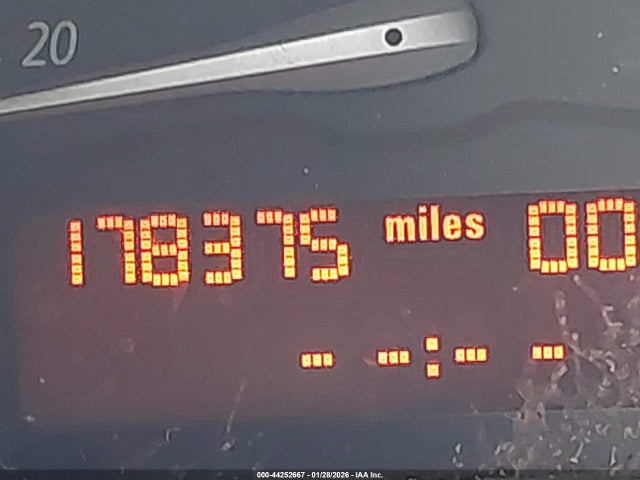 20
178375 miles 00
- -:- -
000-44252667 - 01/28/2026 - IAA Inc.